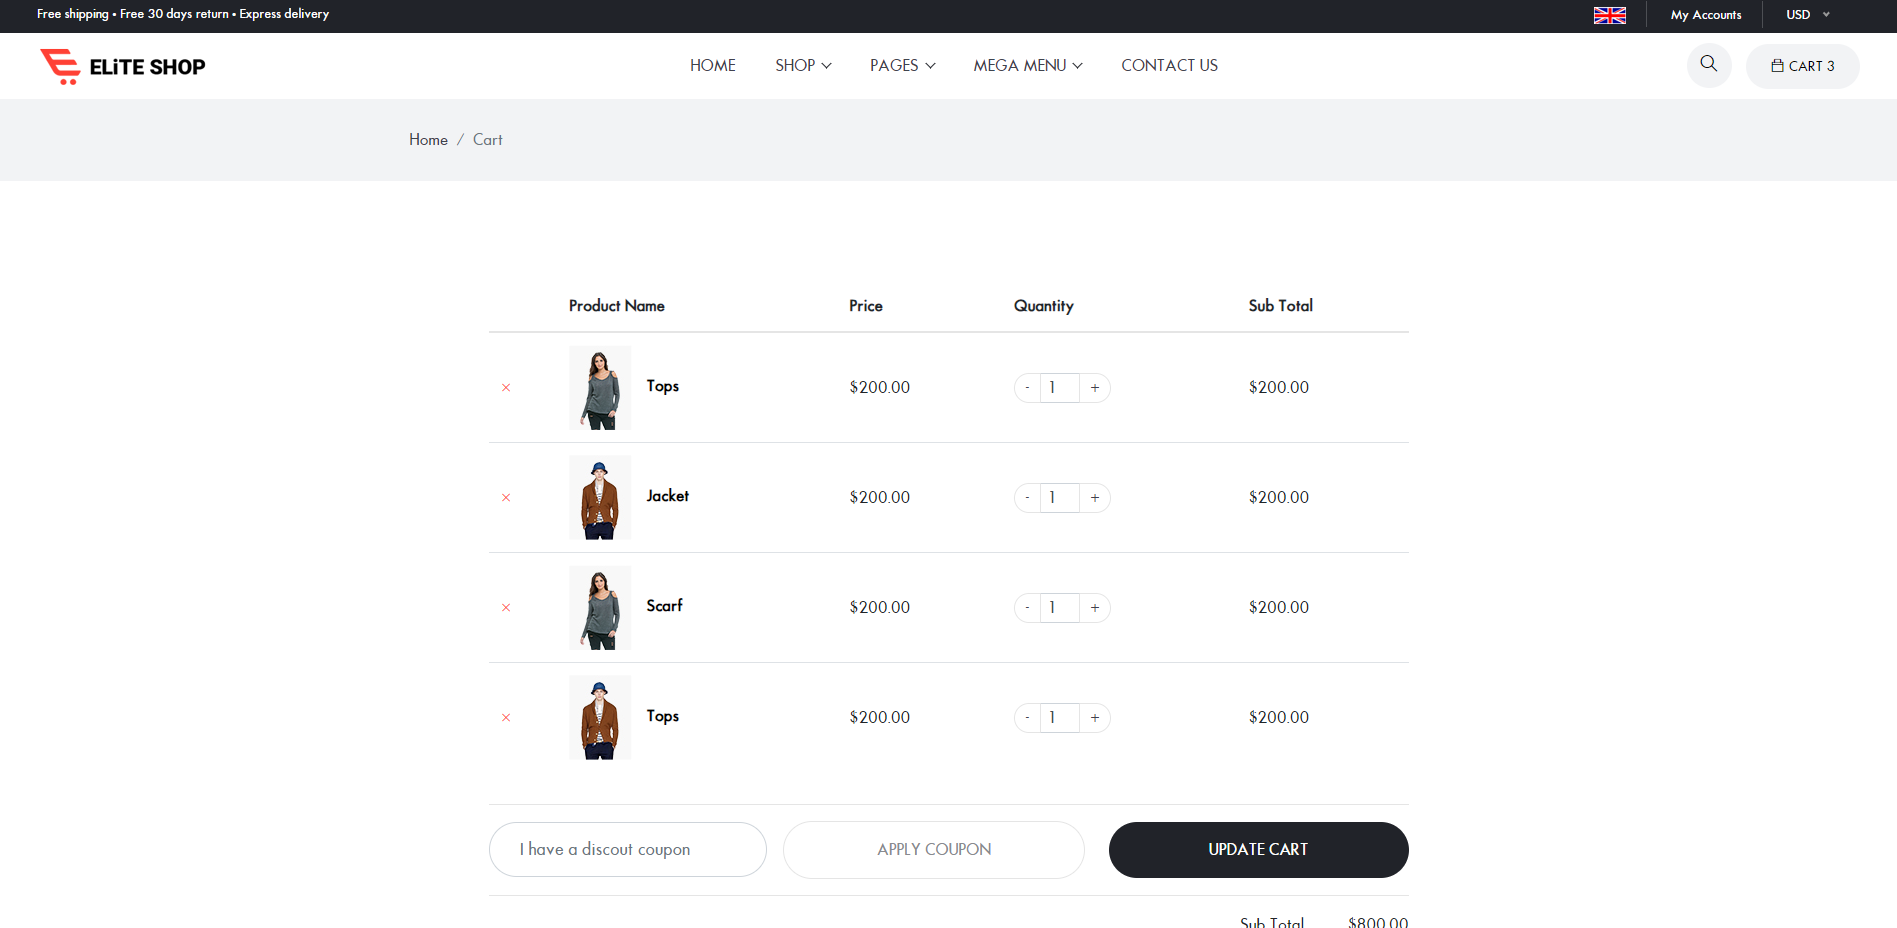 Free shipping • Free 30 days return • Express delivery
My Accounts
USD
ELiTE SHOP
HOME
SHOP
PAGES
MEGA MENU
CONTACT US
CART 3
Home / Cart
Product Name Price Quantity Sub Total
× Tops $200.00 - 1 + $200.00
× Jacket $200.00 - 1 + $200.00
× Scarf $200.00 - 1 + $200.00
× Tops $200.00 - 1 + $200.00
I have a discout coupon
APPLY COUPON
UPDATE CART
Sub Total $800.00